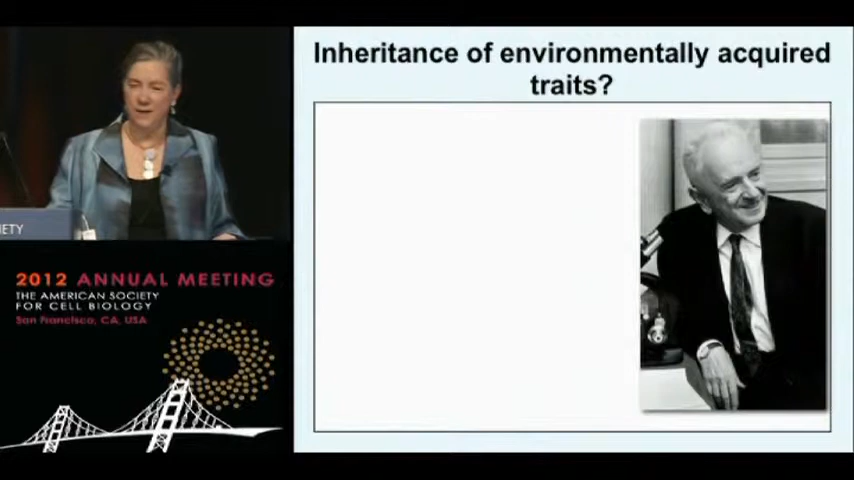 Inheritance of environmentally acquired
traits?
IETY
2012 ANNUAL MEETING
THE AMERICAN SOCIETY
FOR CELL BIOLOGY
San Francisco, CA, USA